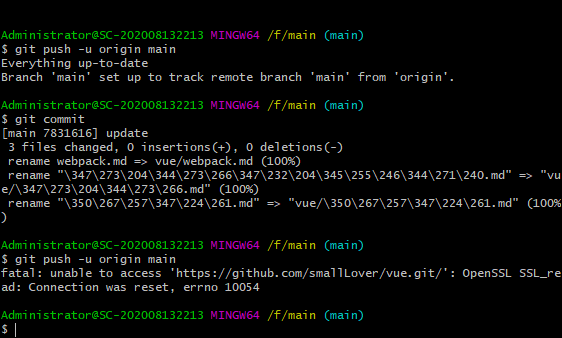 Administrator@SC-202008132213 MINGW64 /f/main (main)
$ git push -u origin main
Everything up-to-date
Branch 'main' set up to track remote branch 'main' from 'origin'.
Administrator@SC-202008132213 MINGW64 /f/main (main)
$ git commit
[main 7831616] update
 3 files changed, 0 insertions(+), 0 deletions(-)
 rename webpack.md => vue/webpack.md (100%)
 rename "\347\273\204\344\273\266\347\232\204\345\255\246\344\271\240.md" => "vu
e/\347\273\204\344\273\266.md" (100%)
 rename "\350\267\257\347\224\261.md" => "vue/\350\267\257\347\224\261.md" (100%
)
Administrator@SC-202008132213 MINGW64 /f/main (main)
$ git push -u origin main
fatal: unable to access 'https://github.com/smallLover/vue.git/': OpenSSL SSL_re
ad: Connection was reset, errno 10054
Administrator@SC-202008132213 MINGW64 /f/main (main)
$